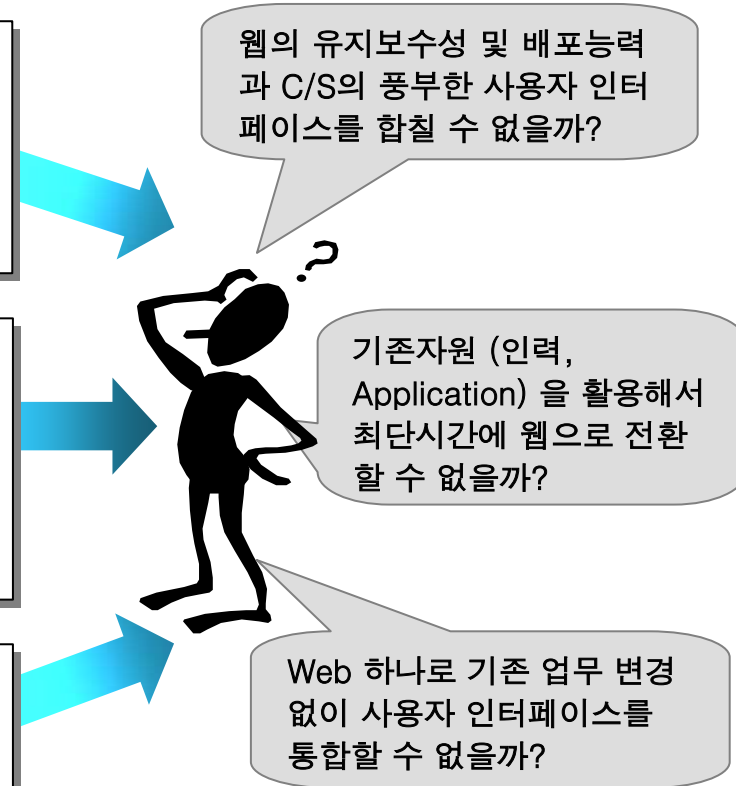 웹의 유지보수성 및 배포능력
과 C/S의 풍부한 사용자 인터
페이스를 합칠 수 없을까?
?
기존자원 (인력,
Application) 을 활용해서
최단시간에 웹으로 전환
할 수 없을까?
Web 하나로 기존 업무 변경
없이 사용자 인터페이스를
통합할 수 없을까?